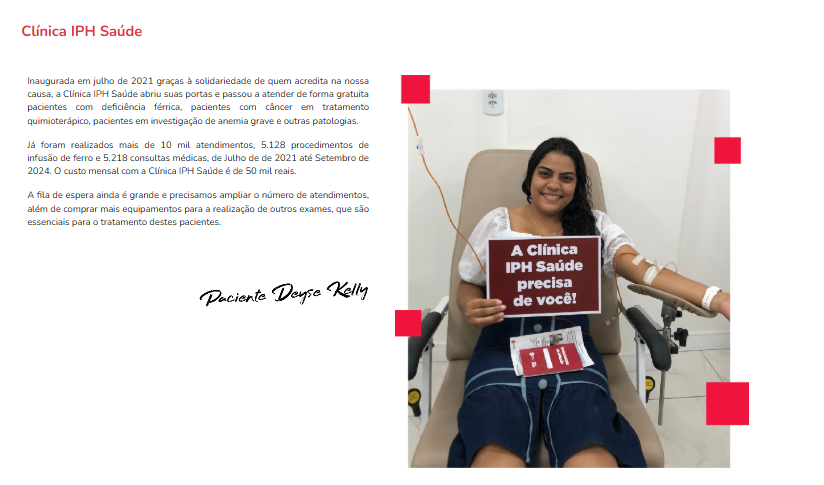 Clínica IPH Saúde
Inaugurada em julho de 2021 graças à solidariedade de quem acredita na nossa
causa, a Clínica IPH Saúde abriu suas portas e passou a atender de forma gratuita
pacientes com deficiência férrica, pacientes com câncer em tratamento
quimioterápico, pacientes em investigação de anemia grave e outras patologias.
Já foram realizados mais de 10 mil atendimentos, 5.128 procedimentos de
infusão de ferro e 5.218 consultas médicas, de Julho de de 2021 até Setembro de
2024. O custo mensal com a Clínica IPH Saúde é de 50 mil reais.
A fila de espera ainda é grande e precisamos ampliar o número de atendimentos,
além de comprar mais equipamentos para a realização de outros exames, que são
essenciais para o tratamento destes pacientes.
Paciente Deyse Kelly
A Clínica
IPH Saúde
precisa
de você!